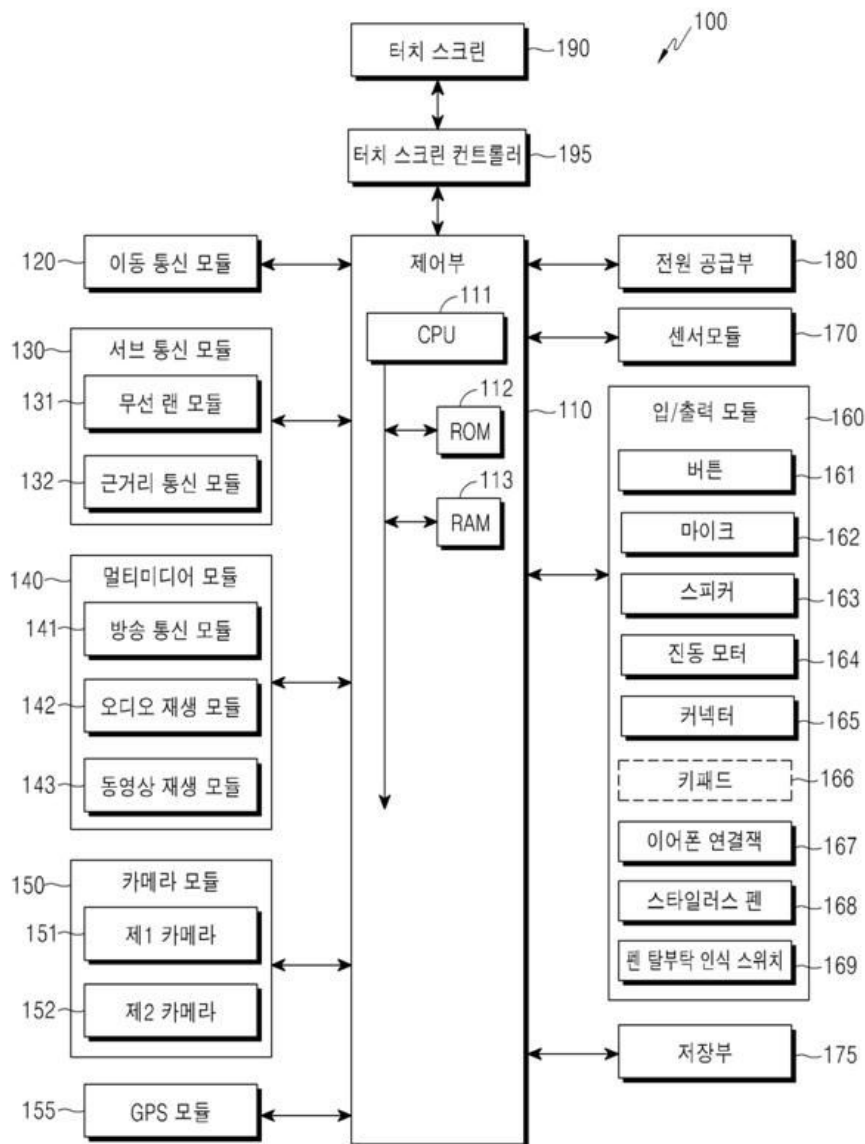 100
터치 스크린 190
터치 스크린 컨트롤러 195
제어부 110
111
CPU
112
ROM
113
RAM
120 이동 통신 모듈
130 서브 통신 모듈
131 무선 랜 모듈
132 근거리 통신 모듈
140 멀티미디어 모듈
141 방송 통신 모듈
142 오디오 재생 모듈
143 동영상 재생 모듈
150 카메라 모듈
151 제1 카메라
152 제2 카메라
155 GPS 모듈
전원 공급부 180
센서모듈 170
입/출력 모듈 160
버튼 161
마이크 162
스피커 163
진동 모터 164
커넥터 165
키패드 166
이어폰 연결잭 167
스타일러스 펜 168
펜 탈부탁 인식 스위치 169
저장부 175